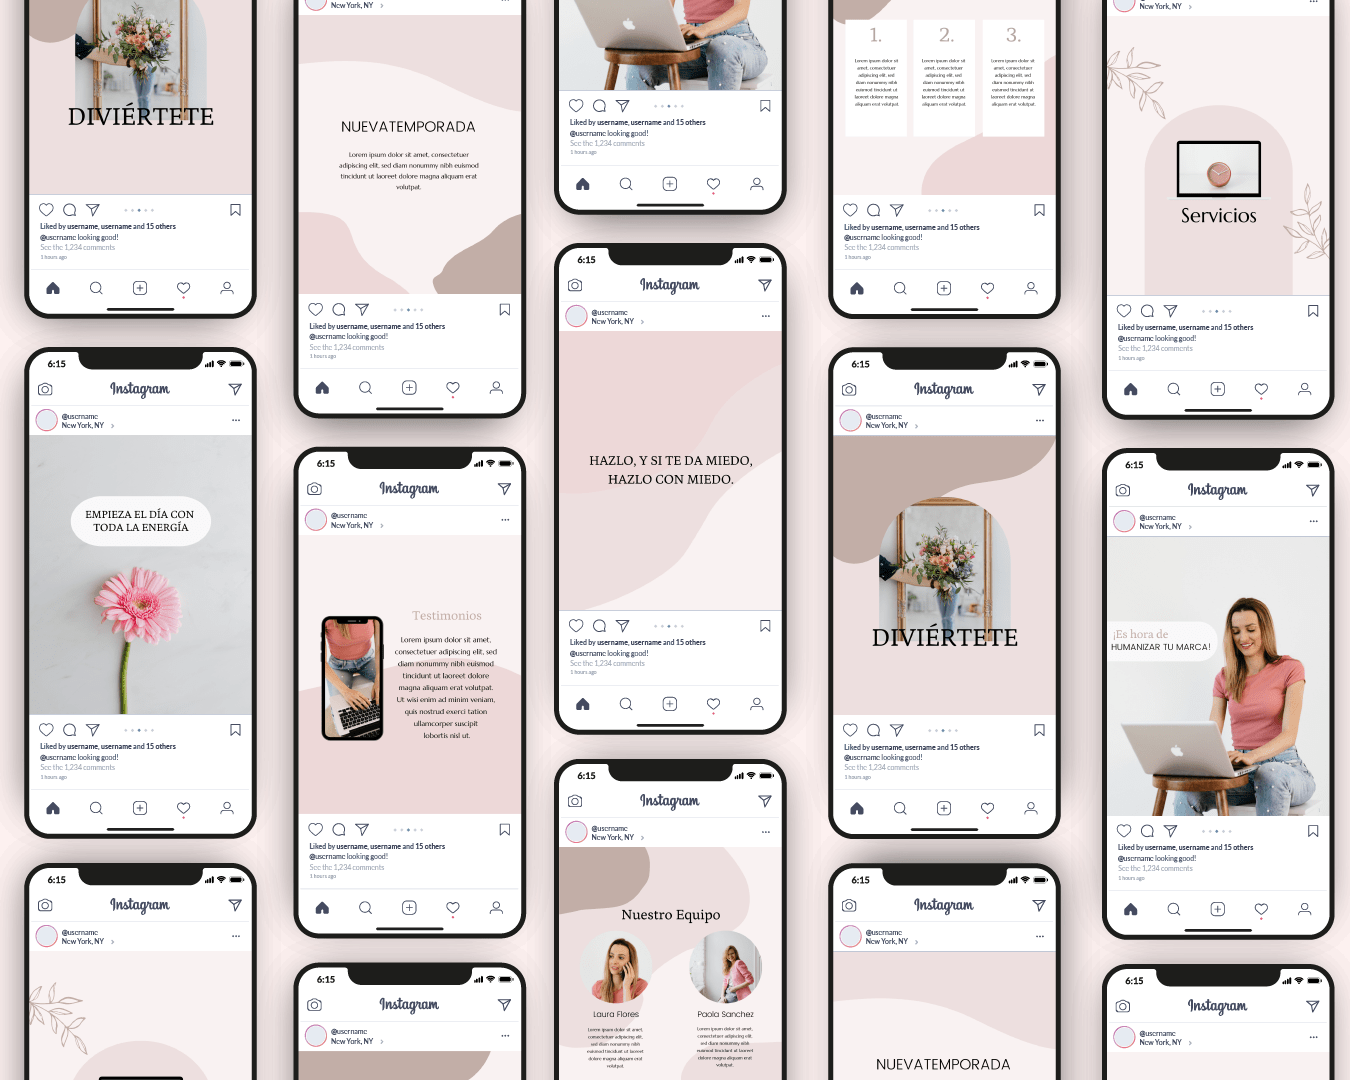 New York, NY
DIVIÉRTETE
Liked by username, username and 15 others
@username looking good!
See the 1,234 comments
1 hours ago
6:15
Instagram
@username
New York, NY
EMPIEZA EL DÍA CON
TODA LA ENERGÍA
Liked by username, username and 15 others
@username looking good!
See the 1,234 comments
1 hours ago
6:15
Instagram
@username
New York, NY
New York, NY
NUEVATEMPORADA
Lorem ipsum dolor sit amet, consectetuer
adipiscing elit, sed diam nonummy nibh euismod
tincidunt ut laoreet dolore magna aliquam erat
volutpat.
Liked by username, username and 15 others
@username looking good!
See the 1,234 comments
1 hours ago
6:15
Instagram
@username
New York, NY
Testimonios
Lorem ipsum dolor sit amet,
consectetuer adipiscing elit, sed
diam nonummy nibh euismod
tincidunt ut laoreet dolore
magna aliquam erat volutpat.
Ut wisi enim ad minim veniam,
quis nostrud exerci tation
ullamcorper suscipit
lobortis nisl ut.
Liked by username, username and 15 others
@username looking good!
See the 1,234 comments
1 hours ago
6:15
Instagram
@username
New York, NY
Liked by username, username and 15 others
@username looking good!
See the 1,234 comments
1 hours ago
6:15
Instagram
@username
New York, NY
HAZLO, Y SI TE DA MIEDO,
HAZLO CON MIEDO.
Liked by username, username and 15 others
@username looking good!
See the 1,234 comments
1 hours ago
6:15
Instagram
@username
New York, NY
Nuestro Equipo
Laura Flores
Lorem ipsum dolor sit amet,
consectetuer adipiscing elit,
sed diam nonummy nibh
euismod tincidunt ut laoreet
dolore magna aliquam erat
volutpat.
Paola Sanchez
Lorem ipsum dolor sit amet,
consectetuer adipiscing elit,
sed diam nonummy nibh
euismod tincidunt ut laoreet
dolore magna aliquam erat
volutpat.
New York, NY
1.
Lorem ipsum dolor sit
amet, consectetuer
adipiscing elit, sed
diam nonummy nibh
euismod tincidunt ut
laoreet dolore magna
aliquam erat volutpat.
2.
Lorem ipsum dolor sit
amet, consectetuer
adipiscing elit, sed
diam nonummy nibh
euismod tincidunt ut
laoreet dolore magna
aliquam erat volutpat.
3.
Lorem ipsum dolor sit
amet, consectetuer
adipiscing elit, sed
diam nonummy nibh
euismod tincidunt ut
laoreet dolore magna
aliquam erat volutpat.
Liked by username, username and 15 others
@username looking good!
See the 1,234 comments
1 hours ago
6:15
Instagram
@username
New York, NY
DIVIÉRTETE
Liked by username, username and 15 others
@username looking good!
See the 1,234 comments
1 hours ago
6:15
Instagram
@username
New York, NY
NUEVATEMPORADA
New York, NY
Servicios
Liked by username, username and 15 others
@username looking good!
See the 1,234 comments
1 hours ago
6:15
Instagram
@username
New York, NY
¡Es hora de
HUMANIZAR TU MARCA!
Liked by username, username and 15 others
@username looking good!
See the 1,234 comments
1 hours ago
6:15
Instagram
@username
New York, NY